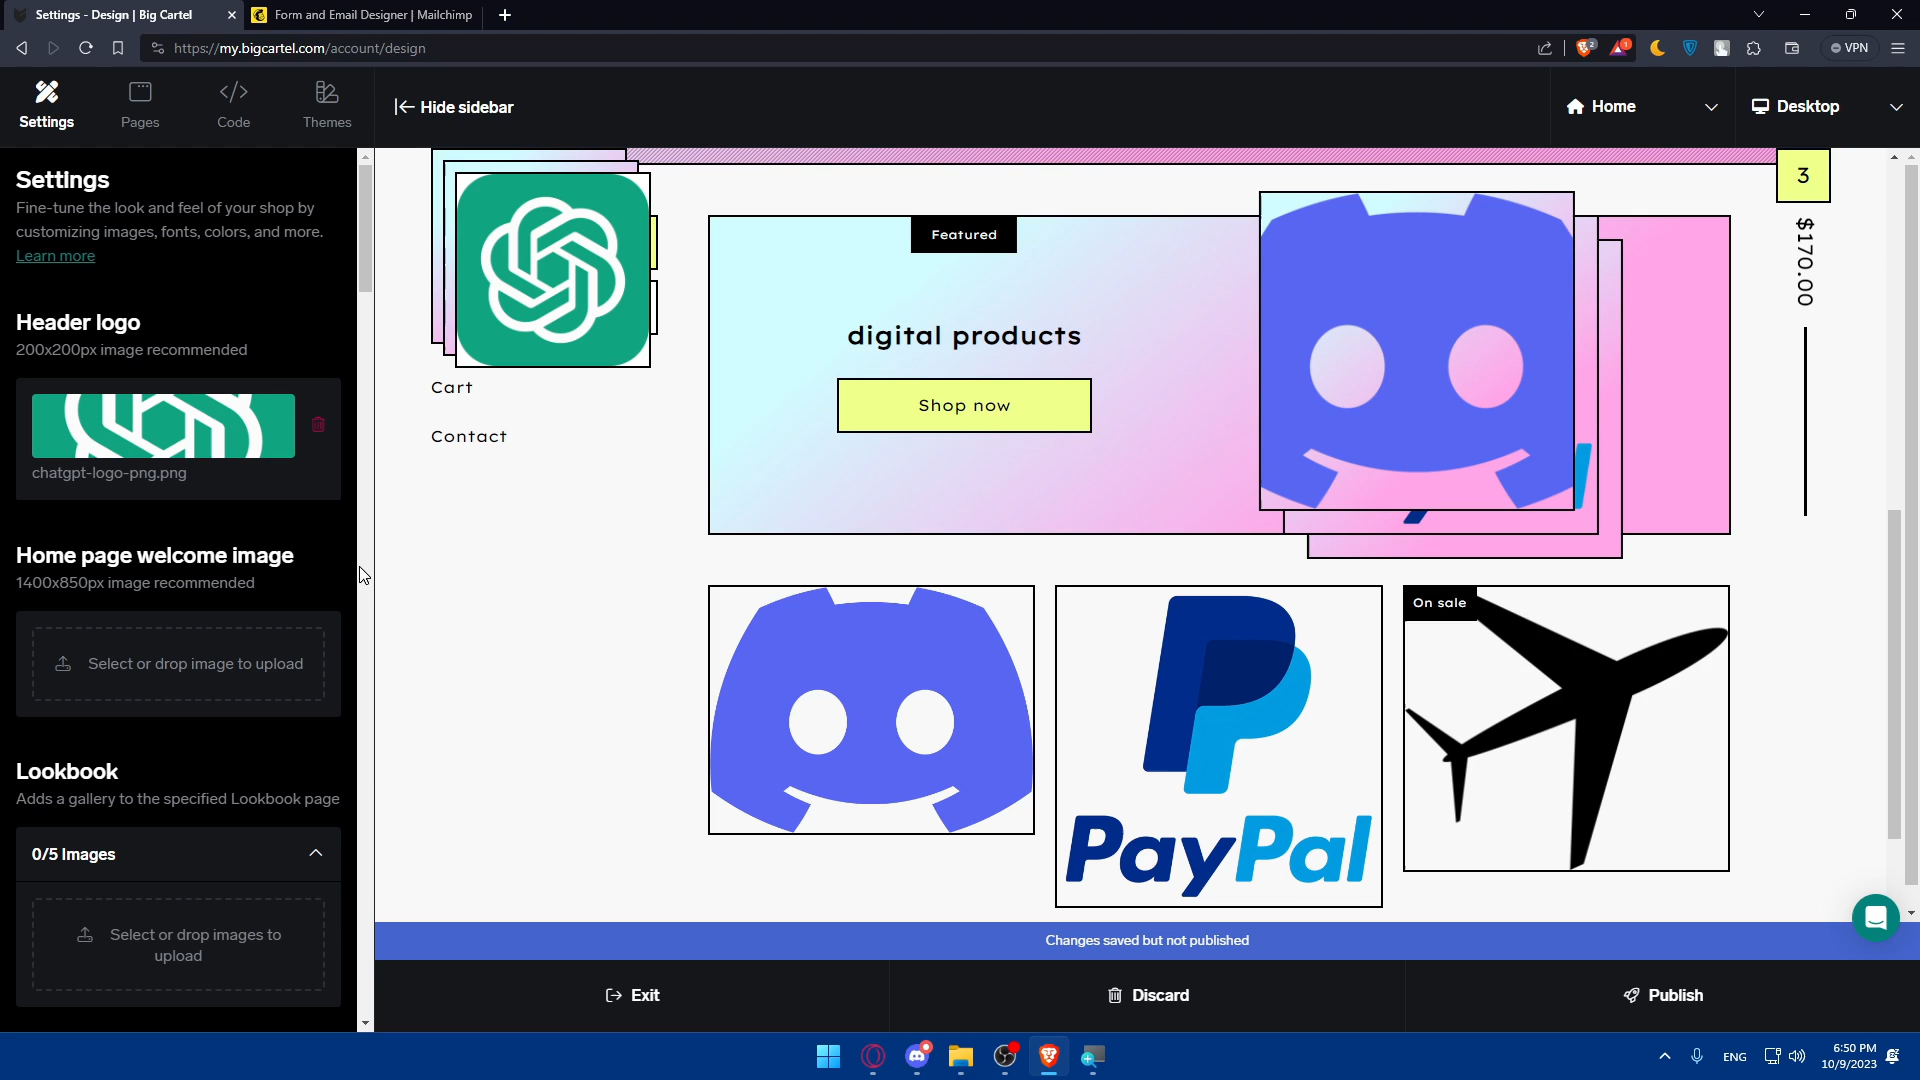 Settings - Design | Big Cartel
Form and Email Designer | Mailchimp
https://my.bigcartel.com/account/design
2
1
VPN
Settings
Pages
Code
Themes
Hide sidebar
Home
Desktop
Settings
Fine-tune the look and feel of your shop by
customizing images, fonts, colors, and more.
Learn more
Header logo
200x200px image recommended
chatgpt-logo-png.png
Home page welcome image
1400x850px image recommended
Select or drop image to upload
Lookbook
Adds a gallery to the specified Lookbook page
0/5 Images
Select or drop images to
upload
Cart
Contact
Featured
digital products
Shop now
3
$170.00
PayPal
On sale
Changes saved but not published
Exit
Discard
Publish
ENG
6:50 PM
10/9/2023